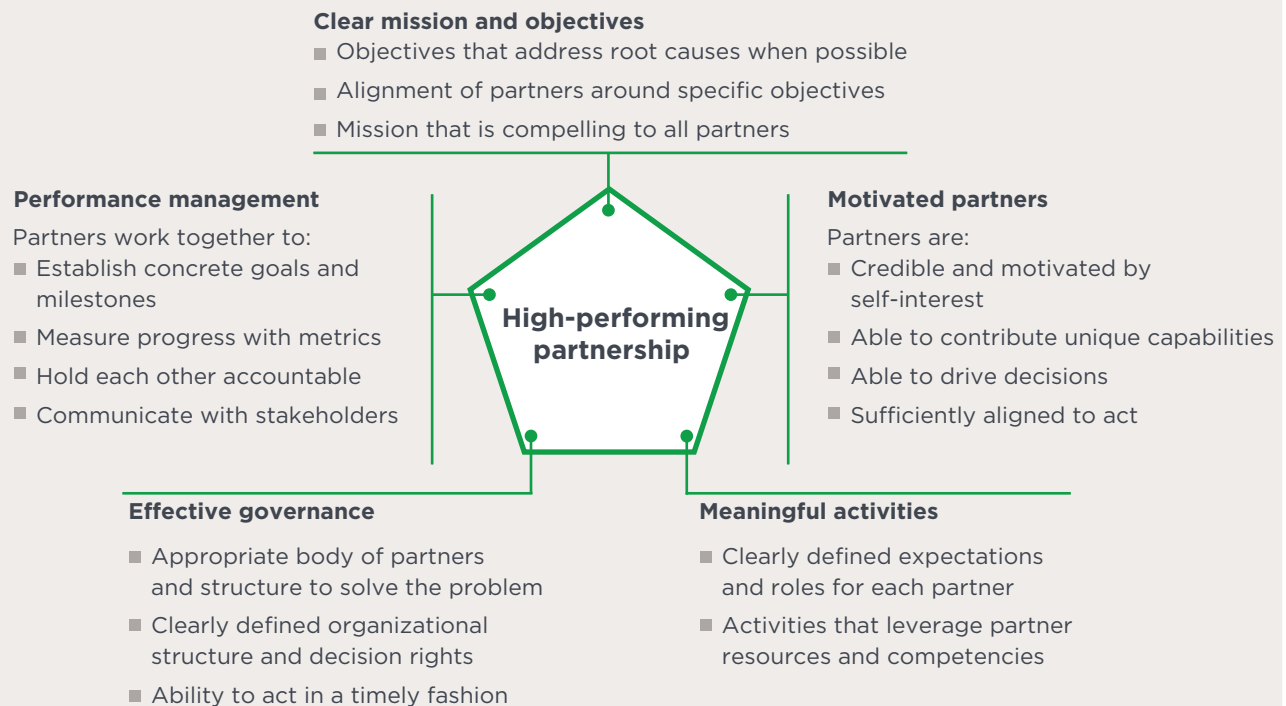 Clear mission and objectives
■ Objectives that address root causes when possible
■ Alignment of partners around specific objectives
■ Mission that is compelling to all partners
Performance management
Partners work together to:
■ Establish concrete goals and
milestones
■ Measure progress with metrics
■ Hold each other accountable
■ Communicate with stakeholders
High-performing
partnership
Motivated partners
Partners are:
■ Credible and motivated by
self-interest
■ Able to contribute unique capabilities
■ Able to drive decisions
■ Sufficiently aligned to act
Effective governance
■ Appropriate body of partners
and structure to solve the problem
■ Clearly defined organizational
structure and decision rights
■ Ability to act in a timely fashion
Meaningful activities
■ Clearly defined expectations
and roles for each partner
■ Activities that leverage partner
resources and competencies